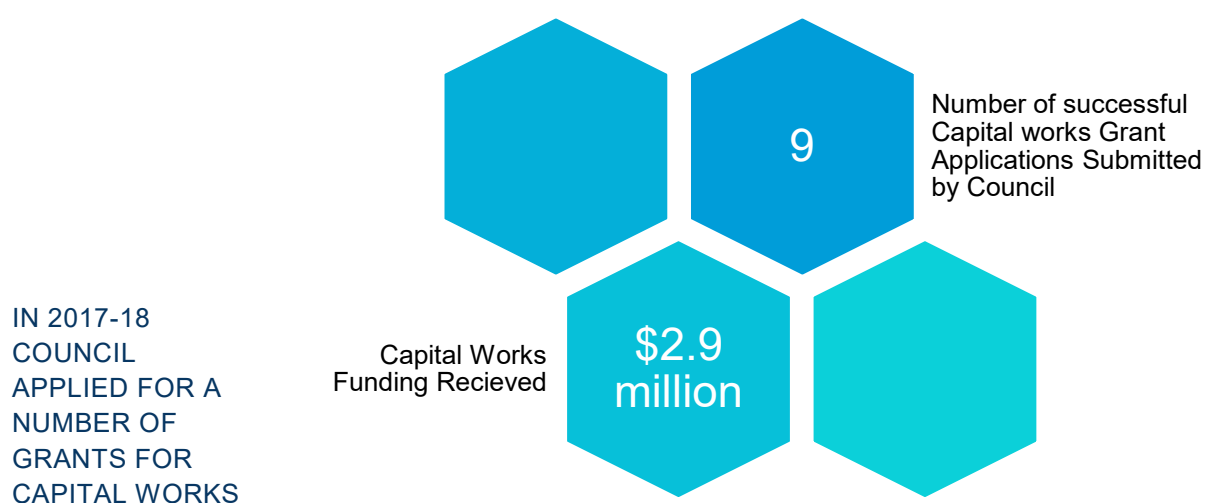 9
Number of successful
Capital works Grant
Applications Submitted
by Council
Capital Works
Funding Recieved
$2.9
million
IN 2017-18
COUNCIL
APPLIED FOR A
NUMBER OF
GRANTS FOR
CAPITAL WORKS